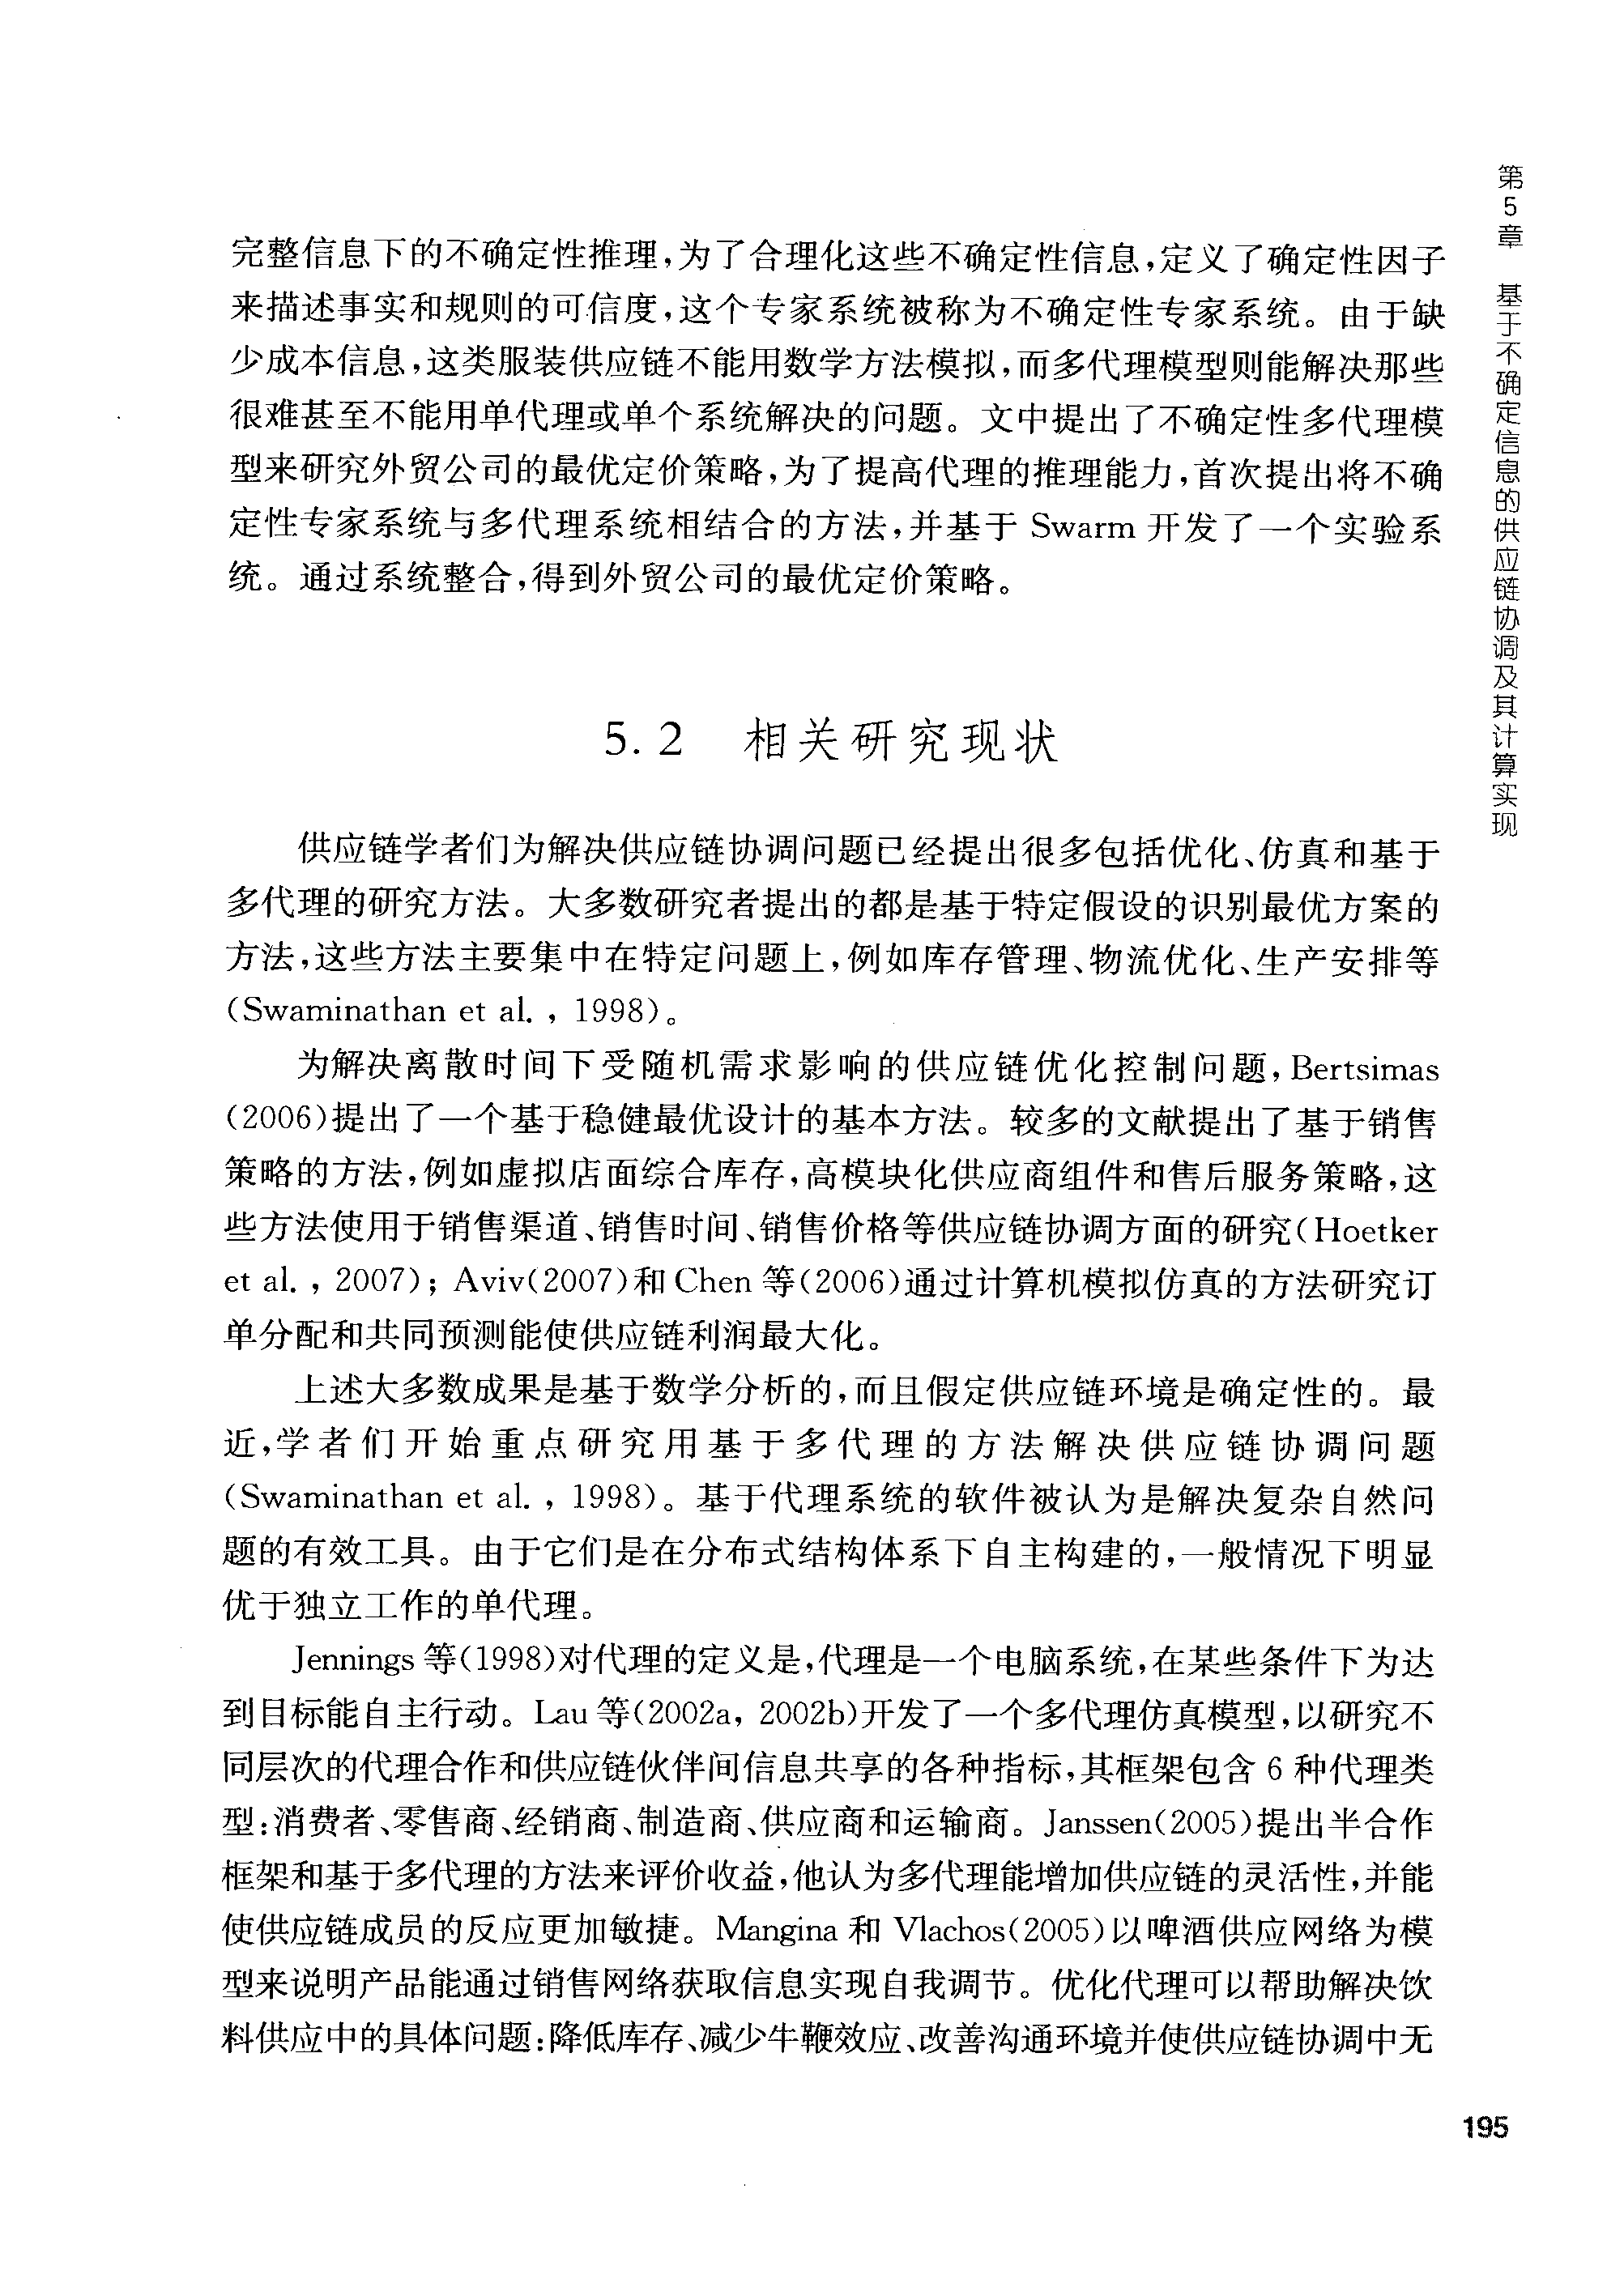 完整信息下的不确定性推理,为了合理化这些不确定性信息,定义了确定性因子
来描述事实和规则的可信度,这个专家系统被称为不确定性专家系统。由于缺
少成本信息,这类服装供应链不能用数学方法模拟,而多代理模型则能解决那些
很难甚至不能用单代理或单个系统解决的问题。文中提出了不确定性多代理模
型来研究外贸公司的最优定价策略,为了提高代理的推理能力,首次提出将不确
定性专家系统与多代理系统相结合的方法,并基于 Swarm 开发了一个实验系
统。通过系统整合,得到外贸公司的最优定价策略。
5.2 相关研究现状
供应链学者们为解决供应链协调问题已经提出很多包括优化、仿真和基于
多代理的研究方法。大多数研究者提出的都是基于特定假设的识别最优方案的
方法,这些方法主要集中在特定问题上,例如库存管理、物流优化、生产安排等
(Swaminathan et al., 1998)。
为解决离散时间下受随机需求影响的供应链优化控制问题,Bertsimas
(2006)提出了一个基于稳健最优设计的基本方法。较多的文献提出了基于销售
策略的方法,例如虚拟店面综合库存,高模块化供应商组件和售后服务策略,这
些方法使用于销售渠道、销售时间、销售价格等供应链协调方面的研究(Hoetker
et al., 2007); Aviv(2007)和 Chen 等(2006)通过计算机模拟仿真的方法研究订
单分配和共同预测能使供应链利润最大化。
上述大多数成果是基于数学分析的,而且假定供应链环境是确定性的。最
近,学者们开始重点研究用基于多代理的方法解决供应链协调问题
(Swaminathan et al., 1998)。基于代理系统的软件被认为是解决复杂自然问
题的有效工具。由于它们是在分布式结构体系下自主构建的,一般情况下明显
优于独立工作的单代理。
Jennings 等(1998)对代理的定义是,代理是一个电脑系统,在某些条件下为达
到目标能自主行动。Lau 等(2002a, 2002b)开发了一个多代理仿真模型,以研究不
同层次的代理合作和供应链伙伴间信息共享的各种指标,其框架包含 6 种代理类
型:消费者、零售商、经销商、制造商、供应商和运输商。Janssen(2005)提出半合作
框架和基于多代理的方法来评价收益,他认为多代理能增加供应链的灵活性,并能
使供应链成员的反应更加敏捷。Mangina 和 Vlachos(2005)以啤酒供应网络为模
型来说明产品能通过销售网络获取信息实现自我调节。优化代理可以帮助解决饮
料供应中的具体问题:降低库存、减少牛鞭效应、改善沟通环境并使供应链协调中无
第5章 基于不确定信息的供应链协调及其计算实现
195